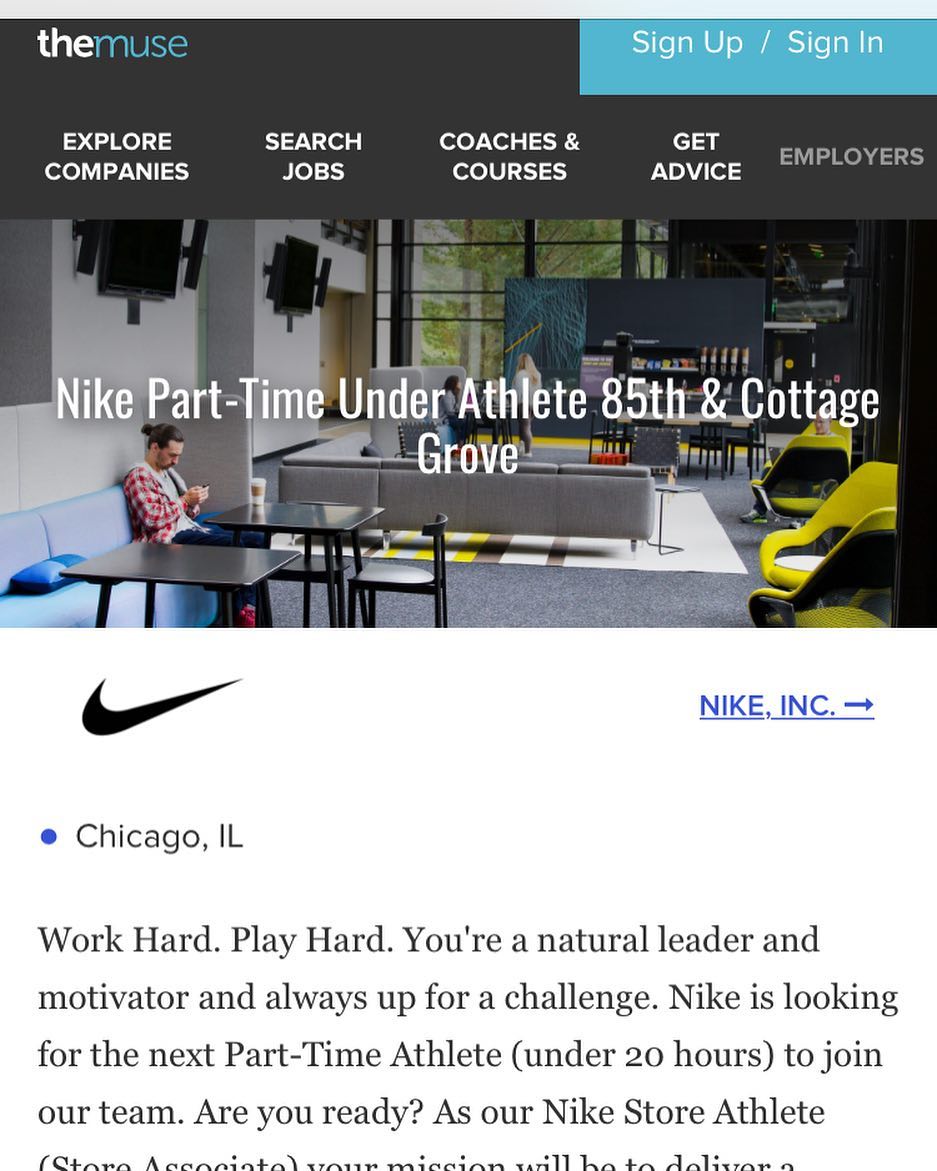 themuse
Sign Up / Sign In
EXPLORE
COMPANIES
SEARCH
JOBS
COACHES &
COURSES
GET
ADVICE
EMPLOYERS
Nike Part-Time Under Athlete 85th & Cottage
Grove
NIKE, INC. →
Chicago, IL
Work Hard. Play Hard. You're a natural leader and
motivator and always up for a challenge. Nike is looking
for the next Part-Time Athlete (under 20 hours) to join
our team. Are you ready? As our Nike Store Athlete
(Store Associate) your mission will be to deliver a